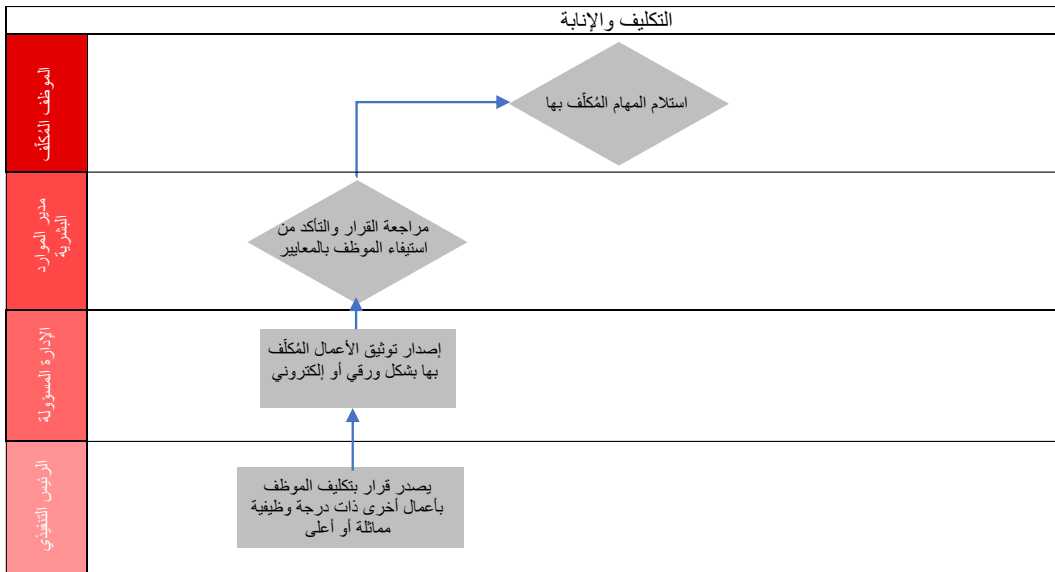 التكليف والإنابة
الموظف المُكلّف
استلام المهام المُكلّف بها
مدير الموارد
البشرية
مراجعة القرار والتأكد من
استيفاء الموظف بالمعايير
الإدارة المسؤولة
إصدار توثيق الأعمال المُكلّف
بها بشكل ورقي أو إلكتروني
الرئيس التنفيذي
يصدر قرار بتكليف الموظف
بأعمال أخرى ذات درجة وظيفية
مماثلة أو أعلى